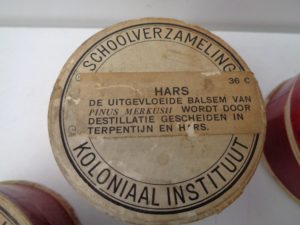 SCHOOLVERZAMELING
36 C
HARS
DE UITGEVLOEIDE BALSEM VAN
PINUS MERKUSII WORDT DOOR
DESTILLATIE GESCHEIDEN IN
TERPENTIJN EN HARS.
KOLONIAAL INSTITUUT